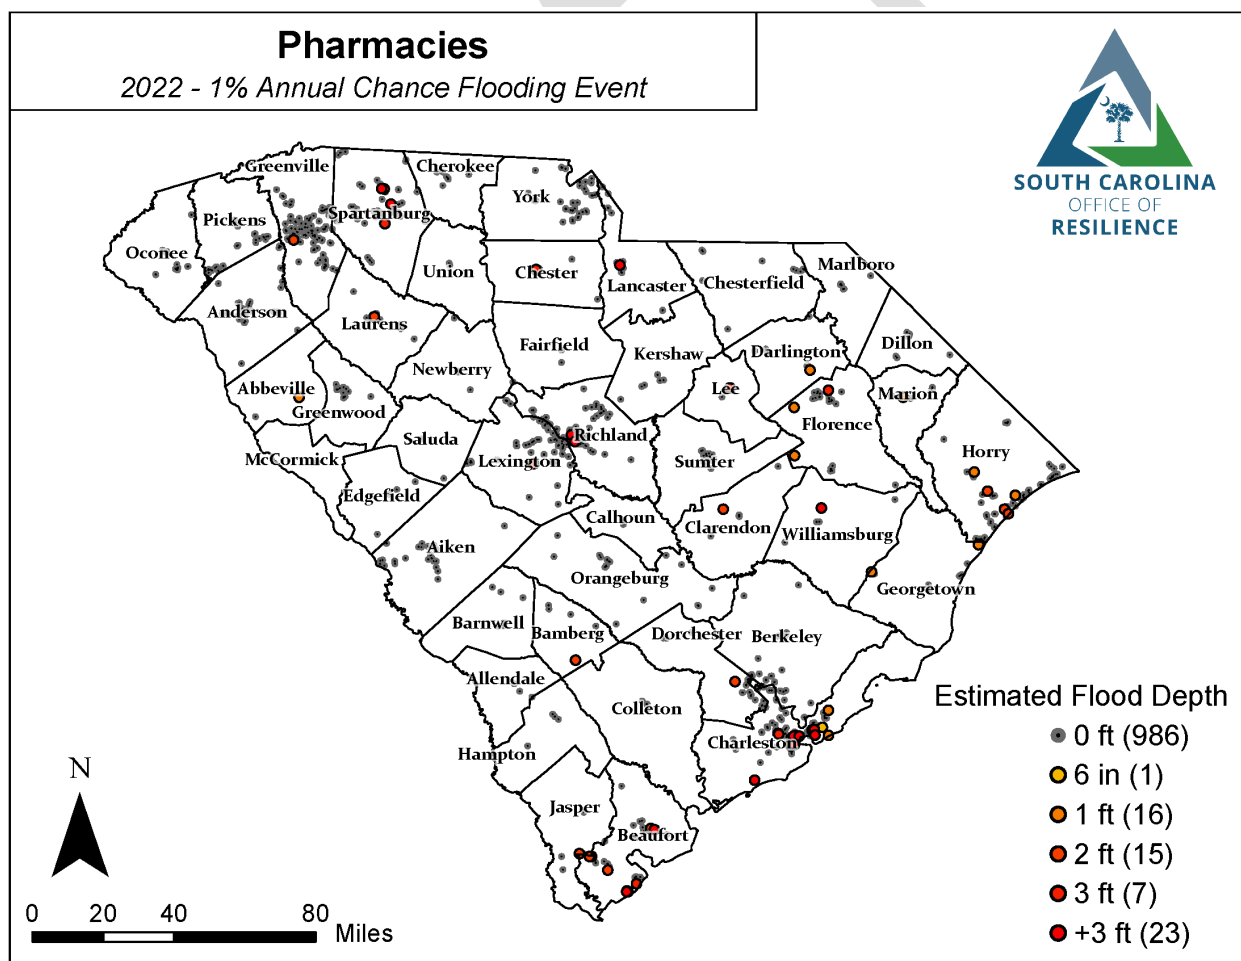 Pharmacies
2022 - 1% Annual Chance Flooding Event
SOUTH CAROLINA
OFFICE OF
RESILIENCE
Greenville
Cherokee
York
Pickens
Spartanburg
Oconee
Union
Chester
Lancaster
Chesterfield
Marlboro
Anderson
Laurens
Fairfield
Kershaw
Darlington
Dillon
Newberry
Abbeville
Greenwood
Lee
Marion
Saluda
Richland
Florence
McCormick
Lexington
Sumter
Horry
Edgefield
Calhoun
Clarendon
Williamsburg
Aiken
Orangeburg
Georgetown
Barnwell
Bamberg
Dorchester
Berkeley
Allendale
Colleton
Charleston
Hampton
Jasper
Beaufort
Estimated Flood Depth
0 ft (986)
6 in (1)
1 ft (16)
2 ft (15)
3 ft (7)
+3 ft (23)
N
0 20 40 80
Miles